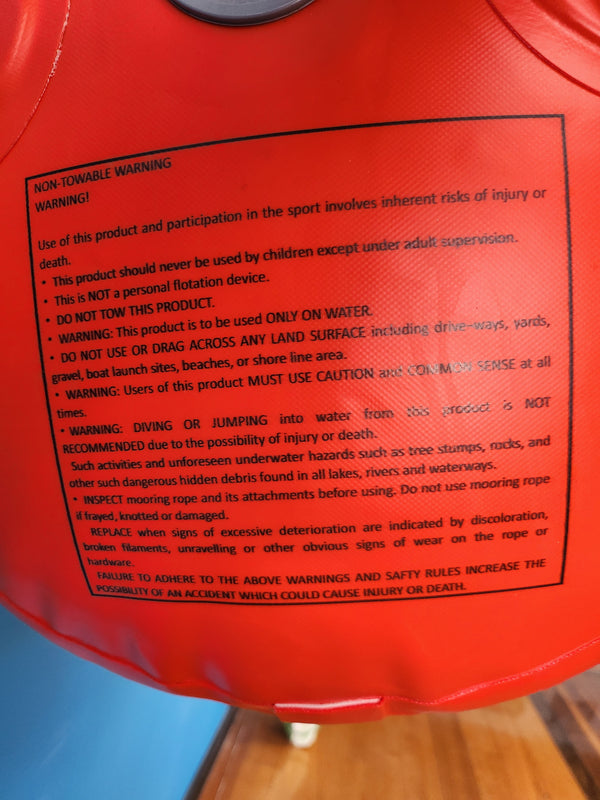 NON-TOWABLE WARNING
WARNING!
Use of this product and participation in the sport involves inherent risks of injury or
death.
• This product should never be used by children except under adult supervision.
• This is NOT a personal flotation device.
• DO NOT TOW THIS PRODUCT.
• WARNING: This product is to be used ONLY ON WATER.
• DO NOT USE OR DRAG ACROSS ANY LAND SURFACE including drive-ways, yards,
gravel, boat launch sites, beaches, or shore line area.
• WARNING: Users of this product MUST USE CAUTION and COMMON SENSE at all
times.
• WARNING: DIVING OR JUMPING into water from this product is NOT
RECOMMENDED due to the possibility of injury or death.
Such activities and unforeseen underwater hazards such as tree stumps, rocks, and
other such dangerous hidden debris found in all lakes, rivers and waterways.
• INSPECT mooring rope and its attachments before using. Do not use mooring rope
if frayed, knotted or damaged.
REPLACE when signs of excessive deterioration are indicated by discoloration,
broken filaments, unravelling or other obvious signs of wear on the rope or
hardware.
FAILURE TO ADHERE TO THE ABOVE WARNINGS AND SAFTY RULES INCREASE THE
POSSIBILITY OF AN ACCIDENT WHICH COULD CAUSE INJURY OR DEATH.